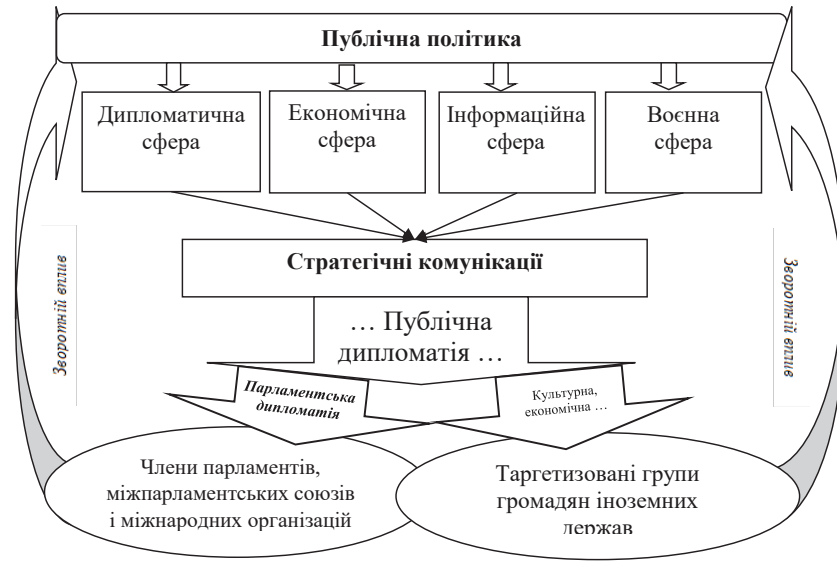 Публічна політика
Дипломатична
сфера
Економічна
сфера
Інформаційна
сфера
Воєнна
сфера
Стратегічні комунікації
… Публічна
дипломатія …
Зворотній вплив
Зворотній вплив
Парламентська
дипломатія
Культурна,
економічна …
Члени парламентів,
міжпарламентських союзів
і міжнародних організацій
Таргетизовані групи
громадян іноземних
держав